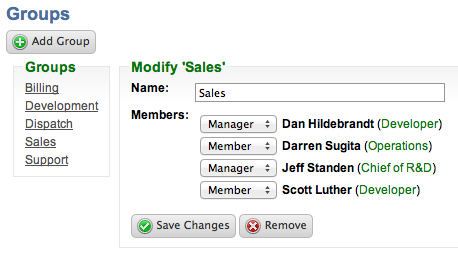 Groups
Add Group
Groups
Billing
Development
Dispatch
Sales
Support
Modify 'Sales'
Name: Sales
Members:
Manager Dan Hildebrandt (Developer)
Member Darren Sugita (Operations)
Manager Jeff Standen (Chief of R&D)
Member Scott Luther (Developer)
Save Changes Remove